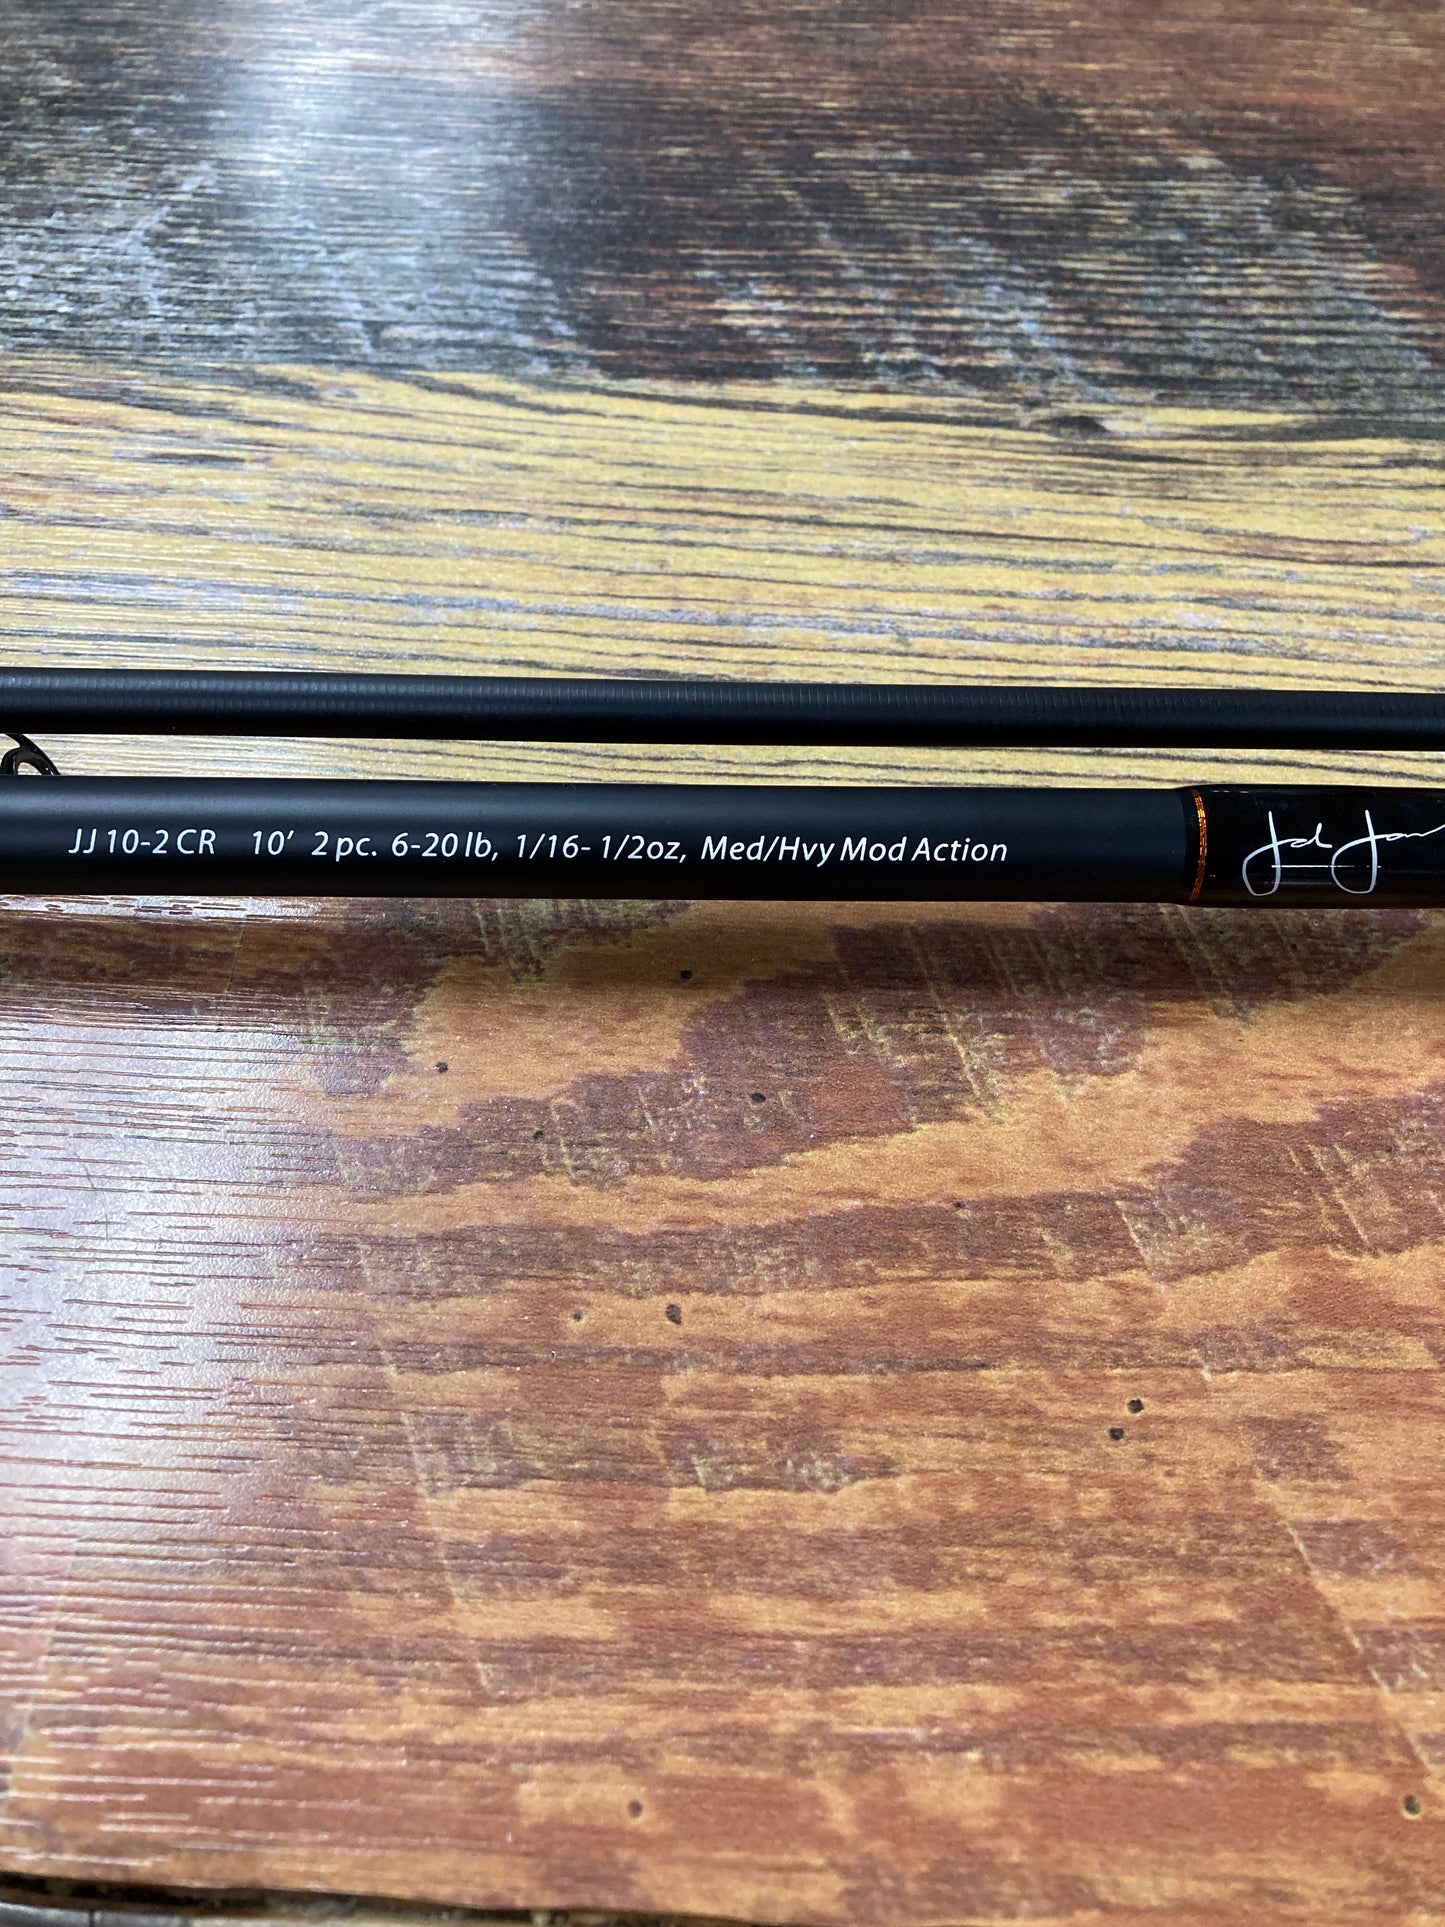 JJ 10-2 CR 10' 2 pc. 6-20 lb, 1/16- 1/2oz, Med/Hvy Mod Action